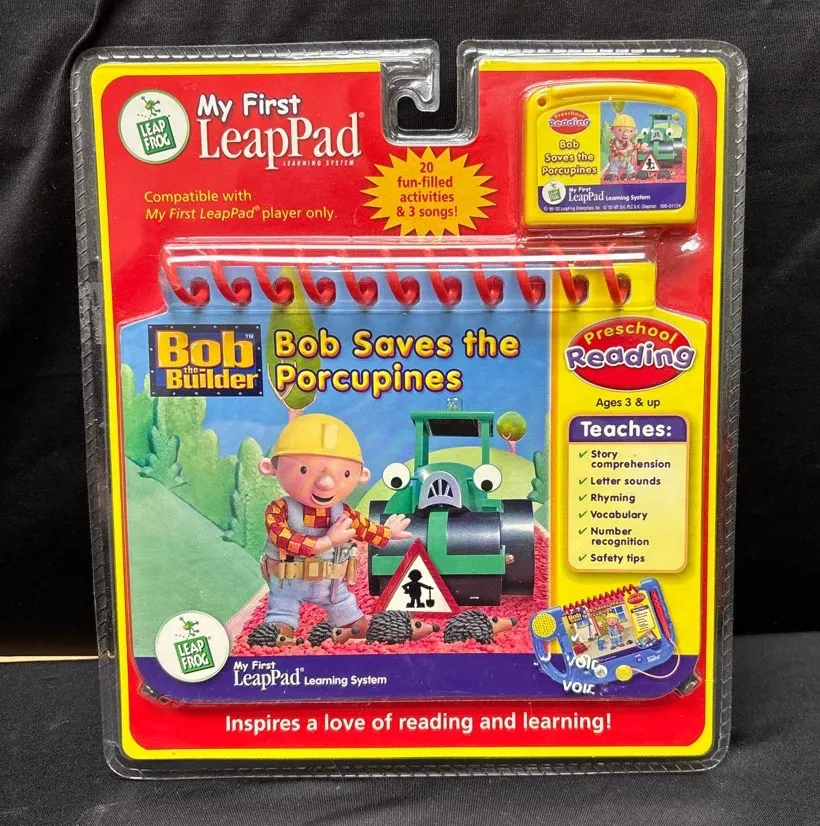 LEAP
FROG
My First
LeapPad®
LEARNING SYSTEM
Compatible with
My First LeapPad® player only.
20
fun-filled
activities
& 3 songs!
Preschool
Reading
Bob
Saves the
Porcupines
My First
LeapPad Learning System
Bob
the
Builder
™
Bob Saves the
Porcupines
Preschool
Reading
Ages 3 & up
Teaches:
✓ Story
comprehension
✓ Letter sounds
✓ Rhyming
✓ Vocabulary
✓ Number
recognition
✓ Safety tips
LEAP
FROG
My First
LeapPad® Learning System
VOID
VOID
Inspires a love of reading and learning!